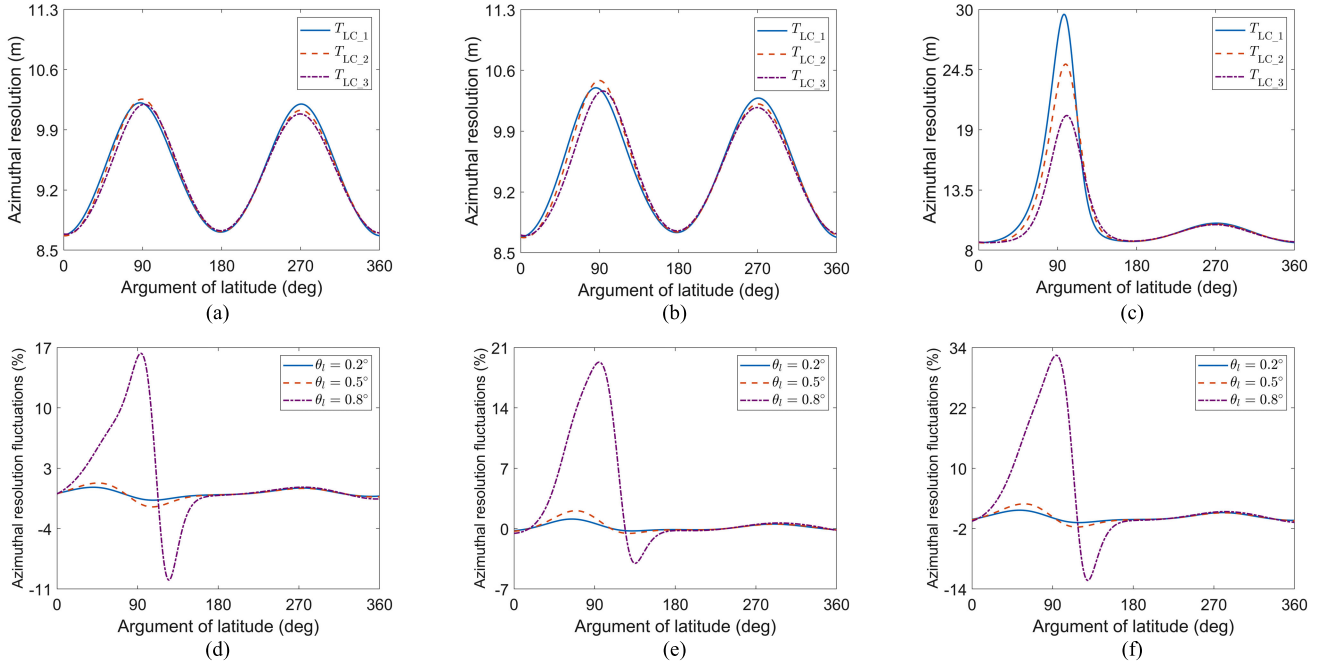 Azimuthal resolution (m)
11.3
10.6
9.9
9.2
8.5
T_LC_1
T_LC_2
T_LC_3
0 90 180 270 360
Argument of latitude (deg)
(a)
Azimuthal resolution (m)
11.3
10.6
9.9
9.2
8.5
T_LC_1
T_LC_2
T_LC_3
0 90 180 270 360
Argument of latitude (deg)
(b)
Azimuthal resolution (m)
30
24.5
19
13.5
8
T_LC_1
T_LC_2
T_LC_3
0 90 180 270 360
Argument of latitude (deg)
(c)
Azimuthal resolution fluctuations (%)
17
10
3
-4
-11
θ_l = 0.2°
θ_l = 0.5°
θ_l = 0.8°
0 90 180 270 360
Argument of latitude (deg)
(d)
Azimuthal resolution fluctuations (%)
21
14
7
0
-7
θ_l = 0.2°
θ_l = 0.5°
θ_l = 0.8°
0 90 180 270 360
Argument of latitude (deg)
(e)
Azimuthal resolution fluctuations (%)
34
22
10
-2
-14
θ_l = 0.2°
θ_l = 0.5°
θ_l = 0.8°
0 90 180 270 360
Argument of latitude (deg)
(f)